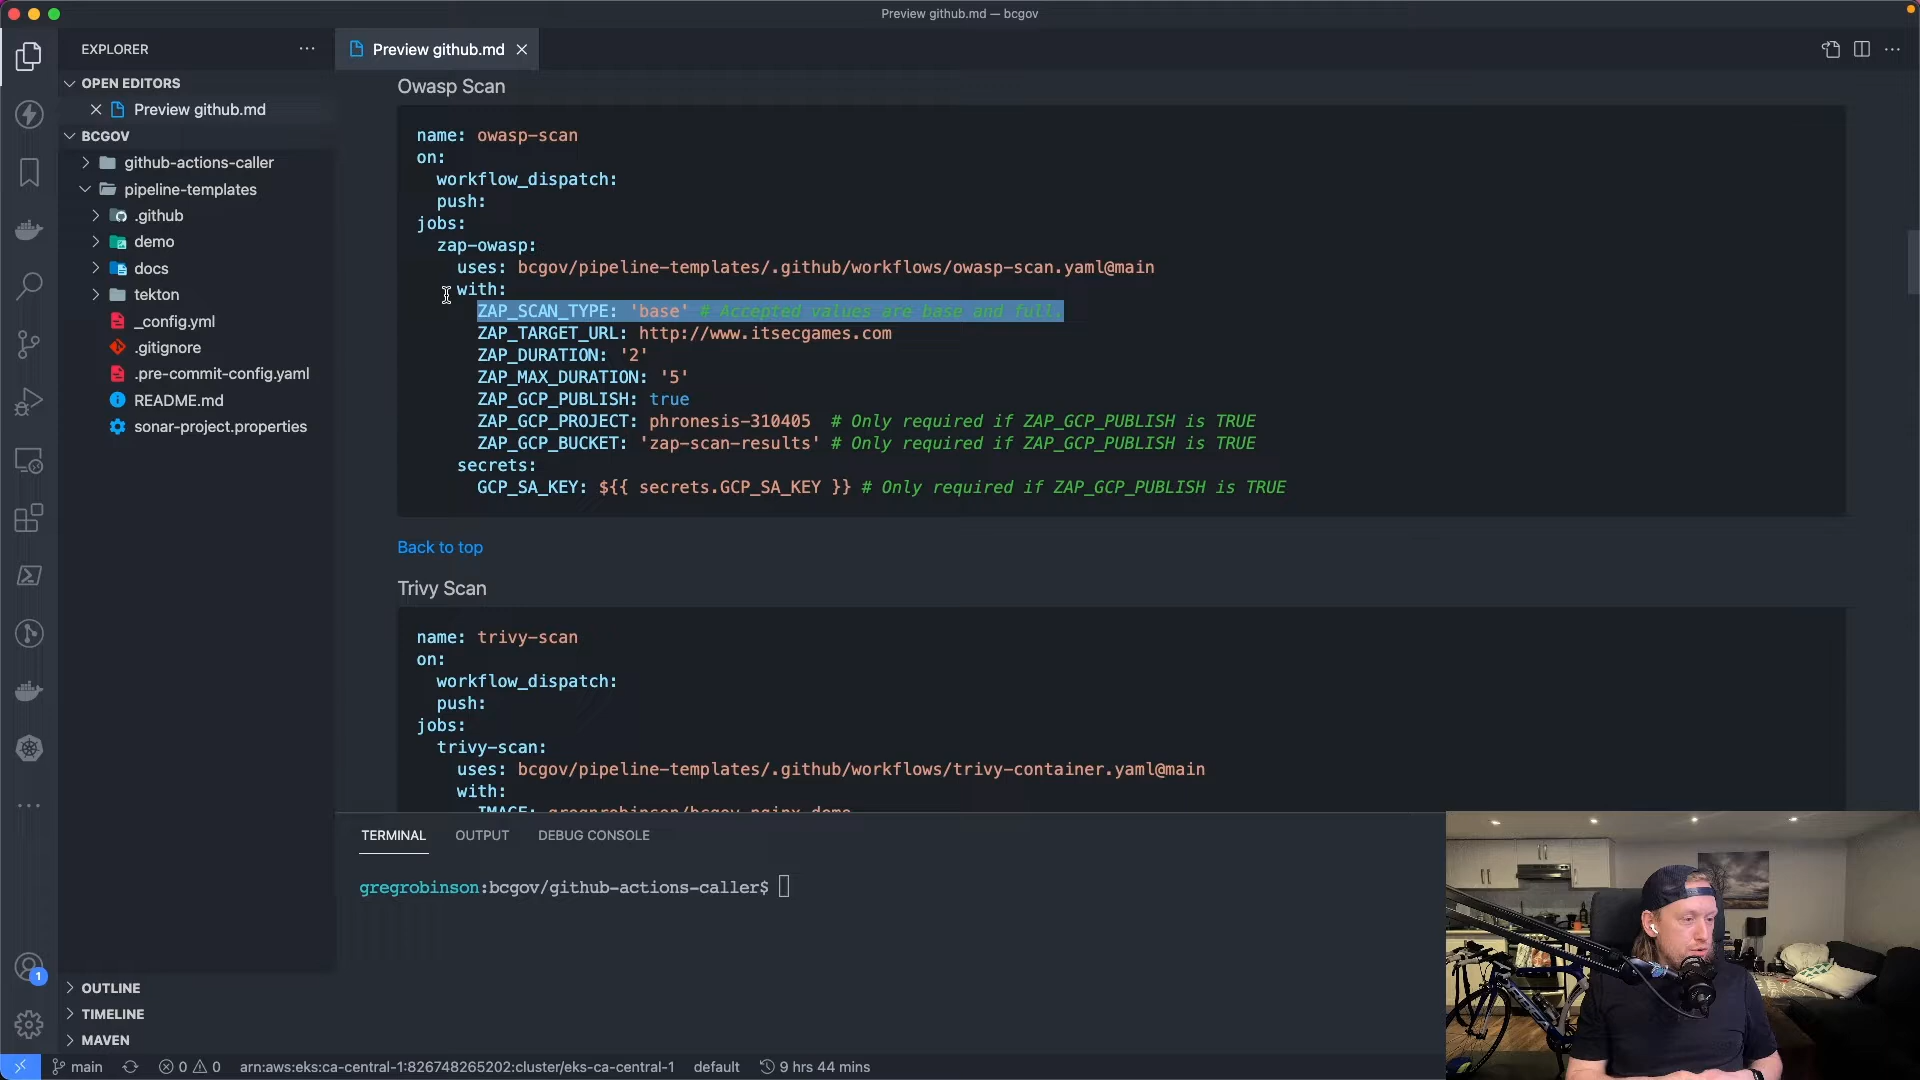 Preview github.md — bcgov
EXPLORER
Preview github.md
OPEN EDITORS
Preview github.md
BCGOV
github-actions-caller
pipeline-templates
.github
demo
docs
tekton
_config.yml
.gitignore
.pre-commit-config.yaml
README.md
sonar-project.properties
OUTLINE
TIMELINE
MAVEN
1
Owasp Scan
name: owasp-scan
on:
workflow_dispatch:
push:
jobs:
zap-owasp:
uses: bcgov/pipeline-templates/.github/workflows/owasp-scan.yaml@main
with:
ZAP_SCAN_TYPE: 'base' # Accepted values are base and full.
ZAP_TARGET_URL: http://www.itsecgames.com
ZAP_DURATION: '2'
ZAP_MAX_DURATION: '5'
ZAP_GCP_PUBLISH: true
ZAP_GCP_PROJECT: phronesis-310405 # Only required if ZAP_GCP_PUBLISH is TRUE
ZAP_GCP_BUCKET: 'zap-scan-results' # Only required if ZAP_GCP_PUBLISH is TRUE
secrets:
GCP_SA_KEY: ${{ secrets.GCP_SA_KEY }} # Only required if ZAP_GCP_PUBLISH is TRUE
Back to top
Trivy Scan
name: trivy-scan
on:
workflow_dispatch:
push:
jobs:
trivy-scan:
uses: bcgov/pipeline-templates/.github/workflows/trivy-container.yaml@main
with:
IMAGE: gregnrobinson/bcgov-nginx-demo
TERMINAL OUTPUT DEBUG CONSOLE
gregrobinson:bcgov/github-actions-caller$
main 0 0 arn:aws:eks:ca-central-1:826748265202:cluster/eks-ca-central-1 default 9 hrs 44 mins